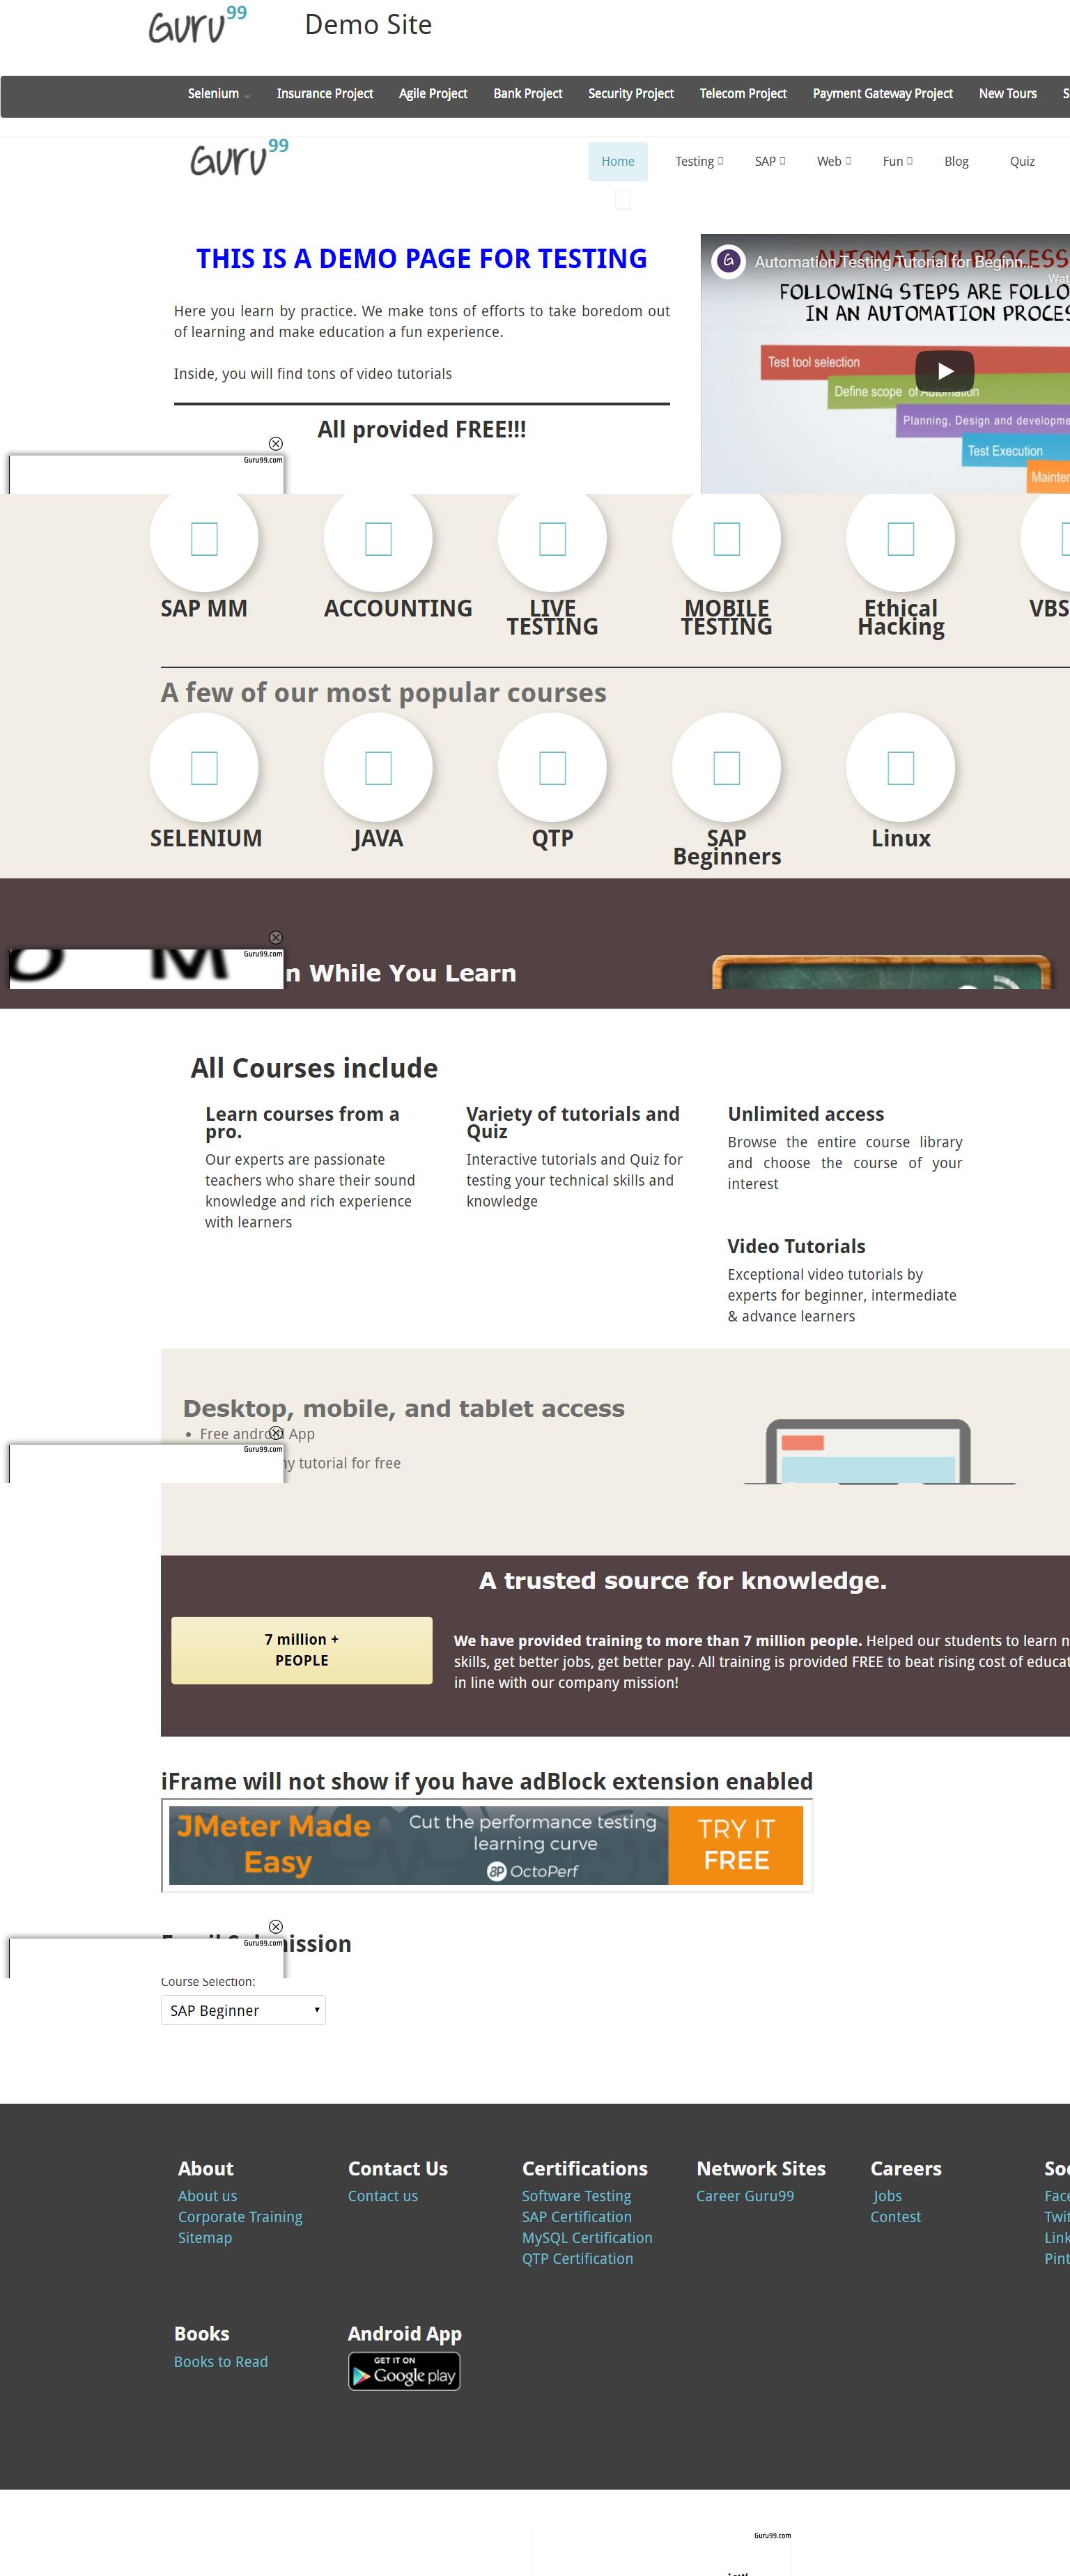 Guru99
Demo Site
Selenium Insurance Project Agile Project Bank Project Security Project Telecom Project Payment Gateway Project New Tours
Guru99
Home Testing SAP Web Fun Blog Quiz
THIS IS A DEMO PAGE FOR TESTING
Here you learn by practice. We make tons of efforts to take boredom out
of learning and make education a fun experience.
Inside, you will find tons of video tutorials
All provided FREE!!!
Guru99.com
AUTOMATION PROCESS
Automation Testing Tutorial for Beginn...
FOLLOWING STEPS ARE FOLLO
IN AN AUTOMATION PROCES
Test tool selection
Define scope of Automation
Planning, Design and developme
Test Execution
Mainten
SAP MM
ACCOUNTING
LIVE
TESTING
MOBILE
TESTING
Ethical
Hacking
VBS
A few of our most popular courses
SELENIUM
JAVA
QTP
SAP
Beginners
Linux
Guru99.com
n While You Learn
All Courses include
Learn courses from a
pro.
Our experts are passionate
teachers who share their sound
knowledge and rich experience
with learners
Variety of tutorials and
Quiz
Interactive tutorials and Quiz for
testing your technical skills and
knowledge
Unlimited access
Browse the entire course library
and choose the course of your
interest
Video Tutorials
Exceptional video tutorials by
experts for beginner, intermediate
& advance learners
Desktop, mobile, and tablet access
Free android App
Guru99.com
ny tutorial for free
A trusted source for knowledge.
7 million +
PEOPLE
We have provided training to more than 7 million people. Helped our students to learn n
skills, get better jobs, get better pay. All training is provided FREE to beat rising cost of educat
in line with our company mission!
iFrame will not show if you have adBlock extension enabled
JMeter Made
Easy
Cut the performance testing
learning curve
OctoPerf
TRY IT
FREE
Guru99.com
ission
Course Selection:
SAP Beginner
About
About us
Corporate Training
Sitemap
Contact Us
Contact us
Certifications
Software Testing
SAP Certification
MySQL Certification
QTP Certification
Network Sites
Career Guru99
Careers
Jobs
Contest
Soc
Face
Twit
Link
Pint
Books
Books to Read
Android App
GET IT ON
Google play
Guru99.com